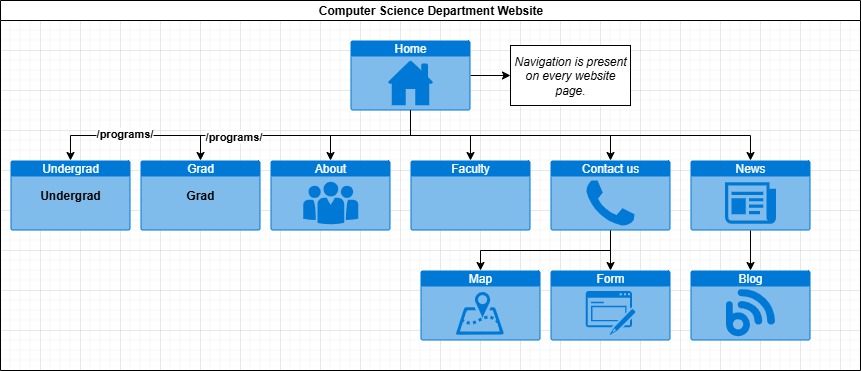 Computer Science Department Website
Home
Navigation is present
on every website
page.
/programs/
/programs/
Undergrad
Grad
About
Faculty
Contact us
News
Undergrad
Grad
Map
Form
Blog
b